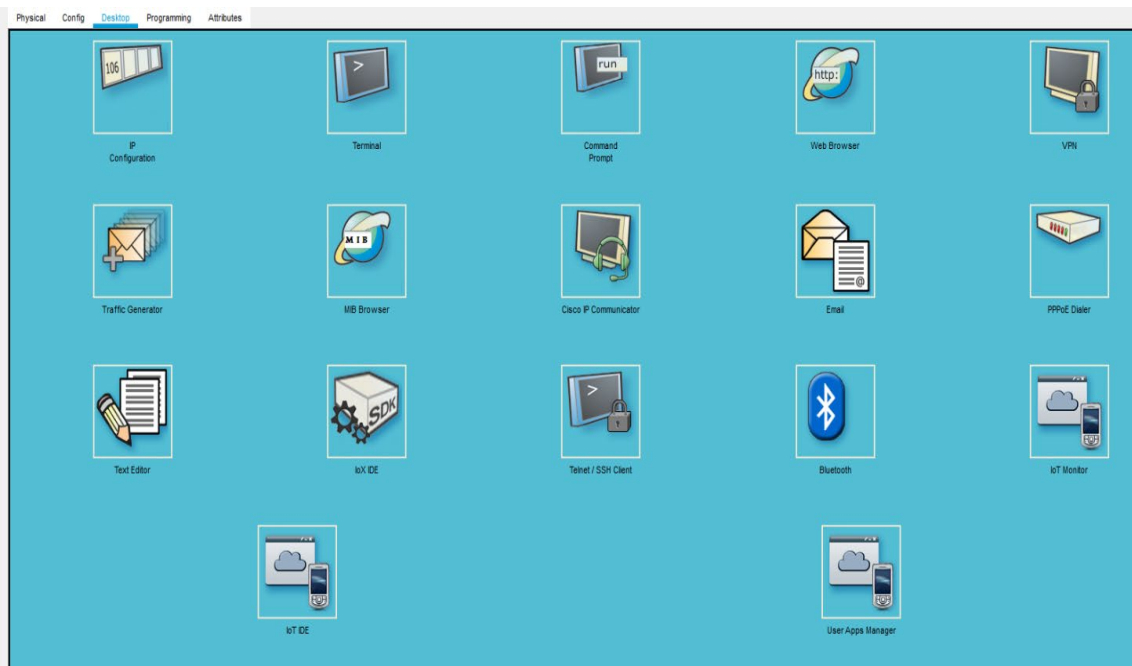 Physical Config Desktop Programming Attributes
106
>
run
http:
IP
Configuration
Terminal
Command
Prompt
Web Browser
VPN
MIB
@
Traffic Generator
MIB Browser
Cisco IP Communicator
Email
PPPoE Dialer
SDK
>
Text Editor
IoX IDE
Telnet / SSH Client
Bluetooth
IoT Monitor
IoT IDE
User Apps Manager